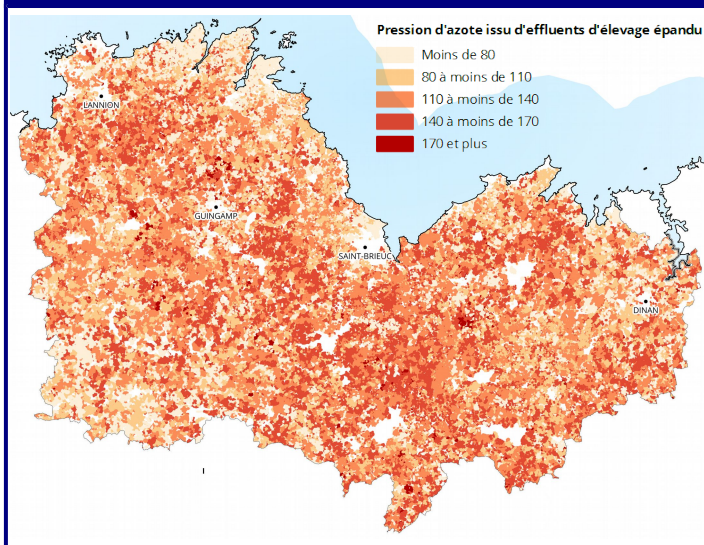 Pression d'azote issu d'effluents d'élevage épandu
Moins de 80
80 à moins de 110
110 à moins de 140
140 à moins de 170
170 et plus
LANNION
GUINGAMP
SAINT-BRIEUC
DINAN